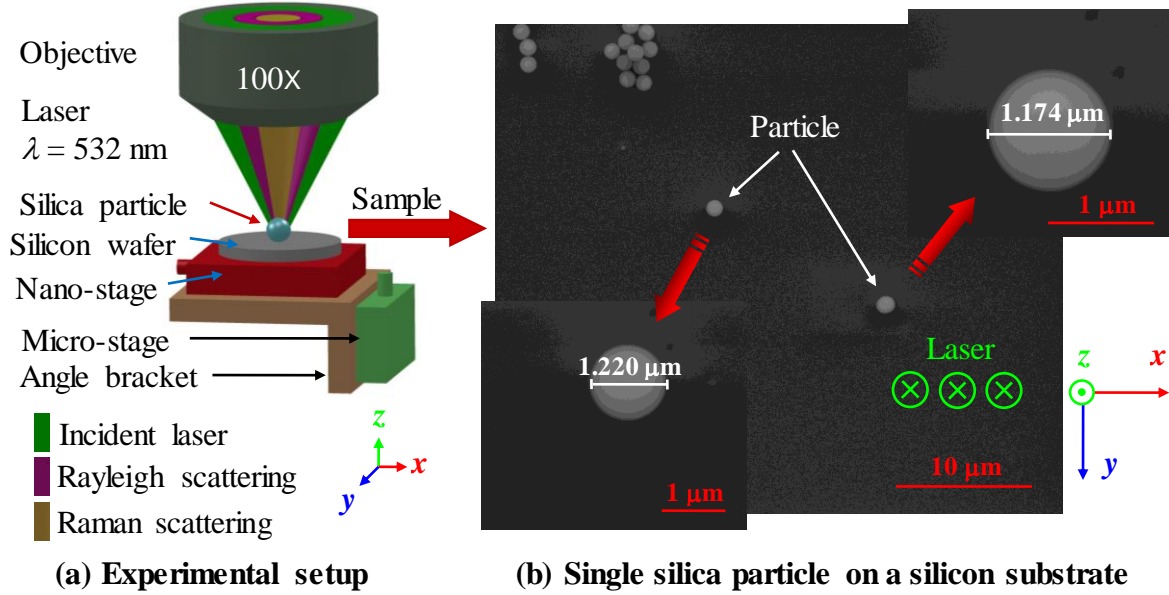 Objective
100X
Laser
λ = 532 nm
Silica particle
Silicon wafer
Nano-stage
Micro-stage
Angle bracket
Sample
Incident laser
Rayleigh scattering
Raman scattering
z
x
y
(a) Experimental setup
Particle
1.174 μm
1 μm
1.220 μm
1 μm
Laser
10 μm
z
x
y
(b) Single silica particle on a silicon substrate